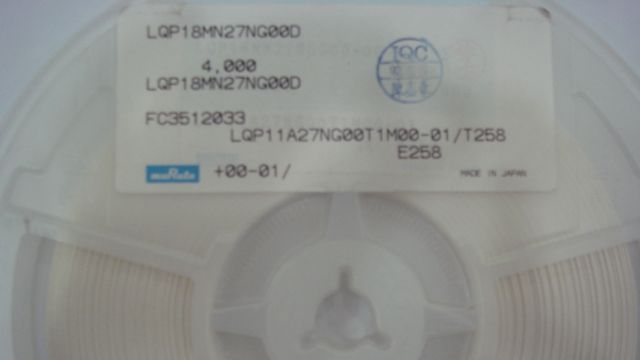 LQP18MN27NG00D
4,000
LQP18MN27NG00D
IQC
FC3512033
LQP11A27NG00T1M00-01/T258
E258
muRata +00-01/ MADE IN JAPAN